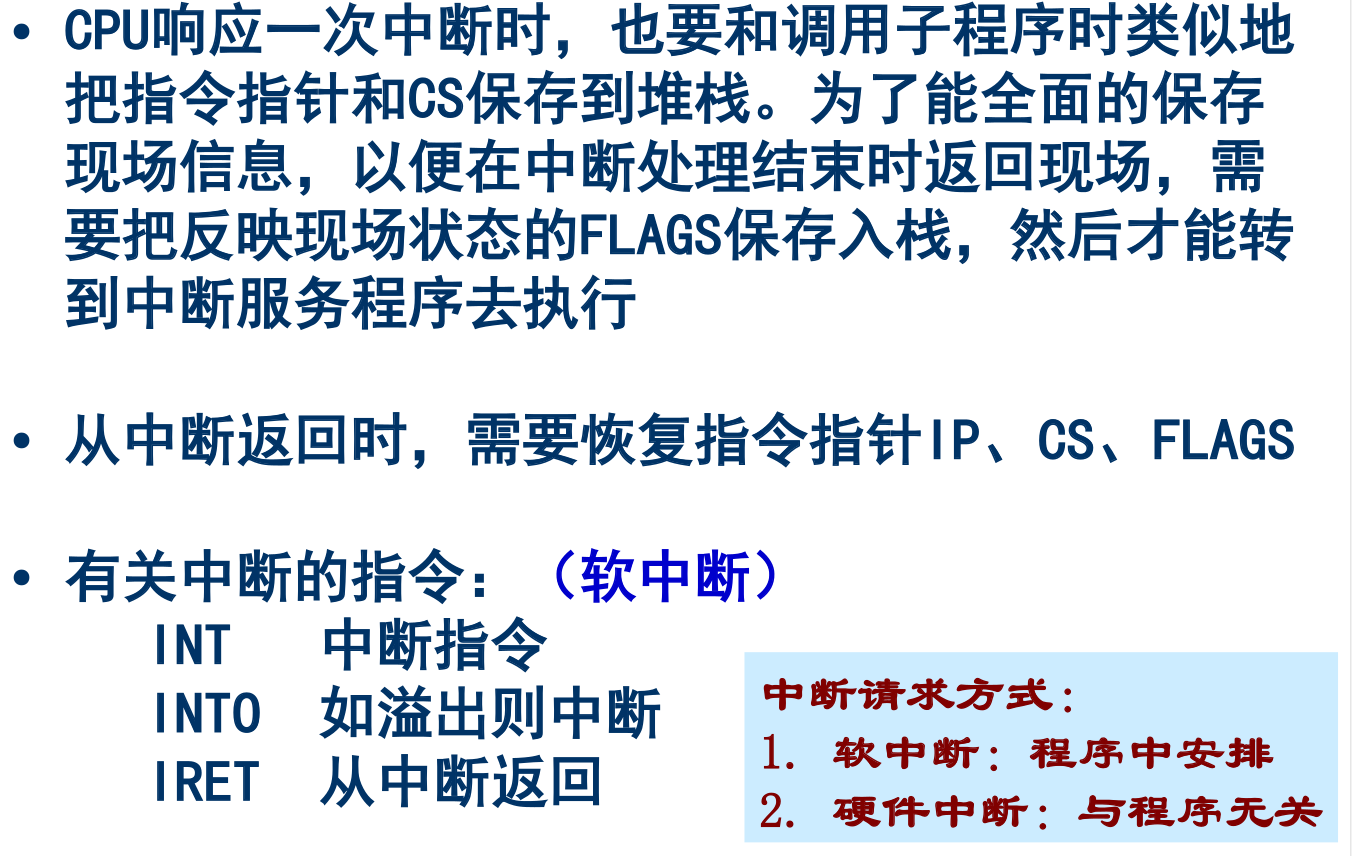 • CPU响应一次中断时，也要和调用子程序时类似地
把指令指针和CS保存到堆栈。为了能全面的保存
现场信息，以便在中断处理结束时返回现场，需
要把反映现场状态的FLAGS保存入栈，然后才能转
到中断服务程序去执行
• 从中断返回时，需要恢复指令指针IP、CS、FLAGS
• 有关中断的指令：（软中断）
INT 中断指令
INTO 如溢出则中断
IRET 从中断返回
中断请求方式：
1. 软中断：程序中安排
2. 硬件中断：与程序无关